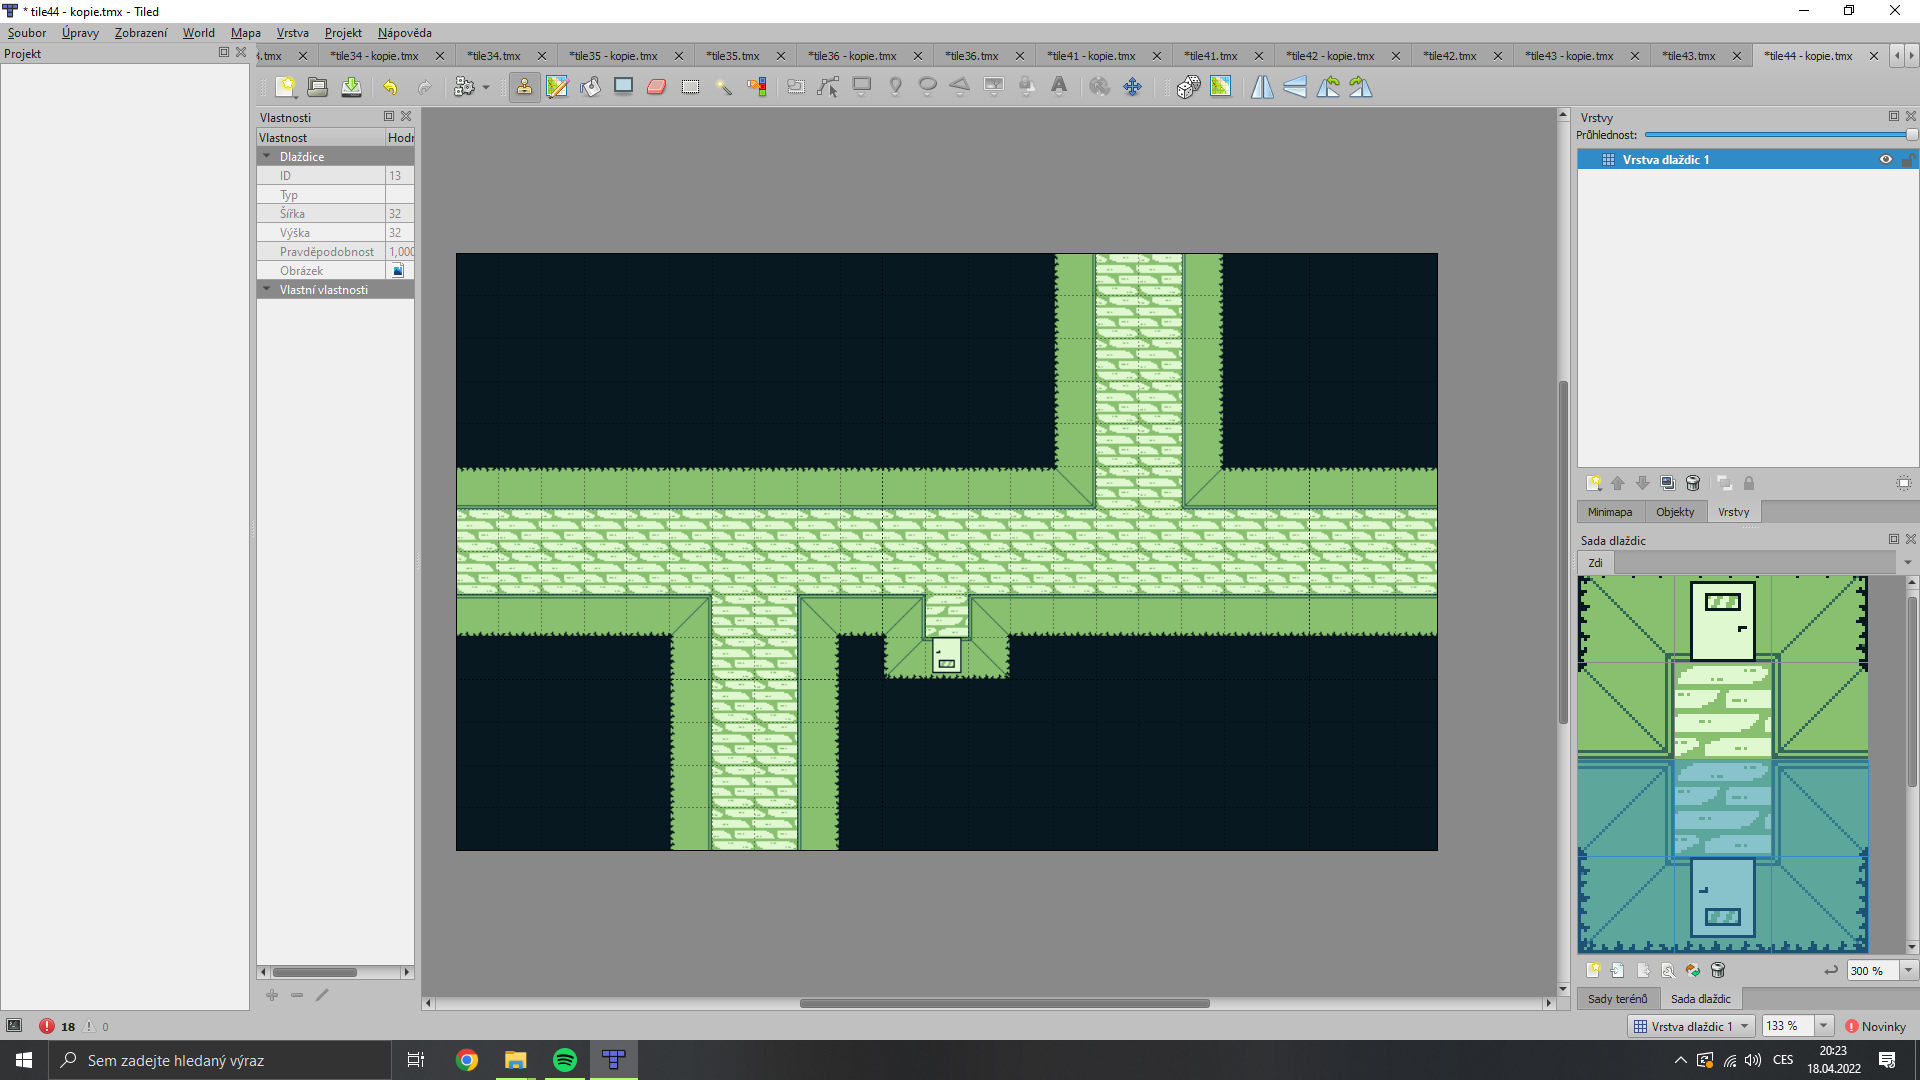 * tile44 - kopie.tmx - Tiled
Soubor Úpravy Zobrazení World Mapa Vrstva Projekt Nápověda
Projekt
.tmx *tile34 - kopie.tmx *tile34.tmx *tile35 - kopie.tmx *tile35.tmx *tile36 - kopie.tmx *tile36.tmx *tile41 - kopie.tmx *tile41.tmx *tile42 - kopie.tmx *tile42.tmx *tile43 - kopie.tmx *tile43.tmx *tile44 - kopie.tmx
Vlastnosti
Vlastnost Hodn
Dlaždice
ID 13
Typ
Šířka 32
Výška 32
Pravděpodobnost 1,000
Obrázek
Vlastní vlastnosti
Vrstvy
Průhlednost:
Vrstva dlaždic 1
Minimapa Objekty Vrstvy
Sada dlaždic
Zdi
300 %
Sady terénů Sada dlaždic
18 0
Vrstva dlaždic 1 133 % Novinky
Sem zadejte hledaný výraz
CES
20:23
18.04.2022